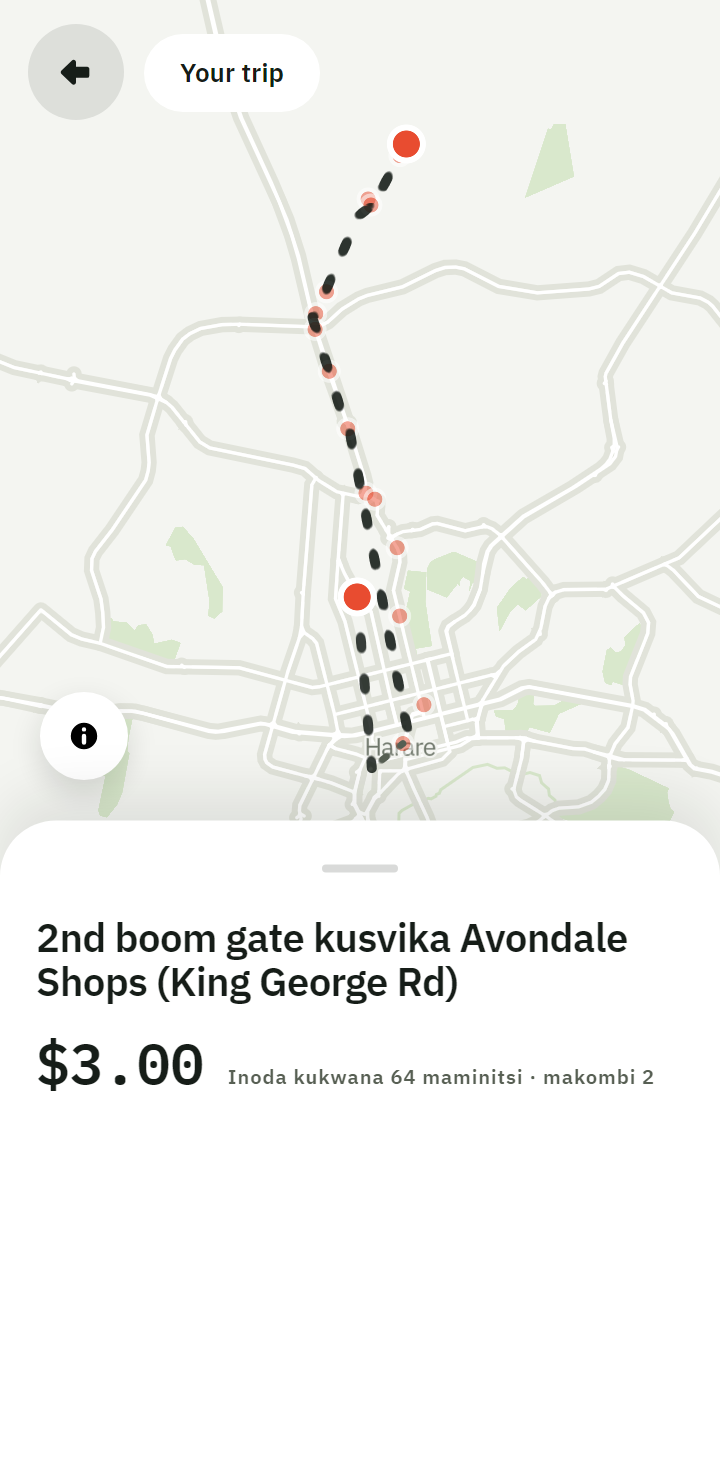 Your trip
Harare
2nd boom gate kusvika Avondale
Shops (King George Rd)
$3.00
Inoda kukwana 64 maminitsi · makombi 2